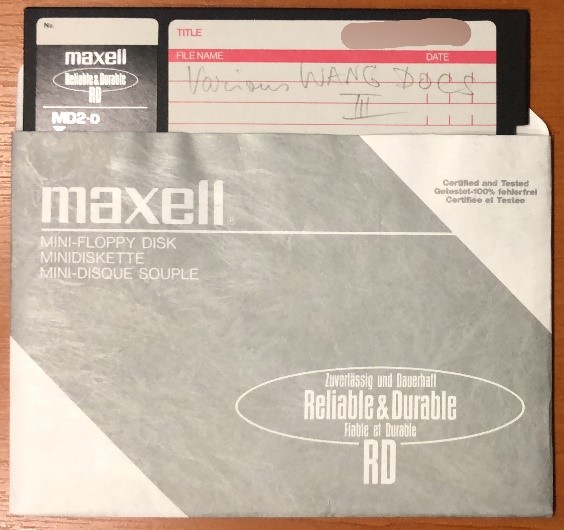 No.
maxell
Reliable & Durable
RD
MD2-D
TITLE
FILE NAME DATE
Various WANG DOCS
III
maxell®
MINI-FLOPPY DISK
MINIDISKETTE
MINI-DISQUE SOUPLE
Certified and Tested
Getestet-100% fehlerfrei
Certifiée et Testée
Zuverlässig und Dauerhaft
Reliable & Durable
Fiable et Durable
RD